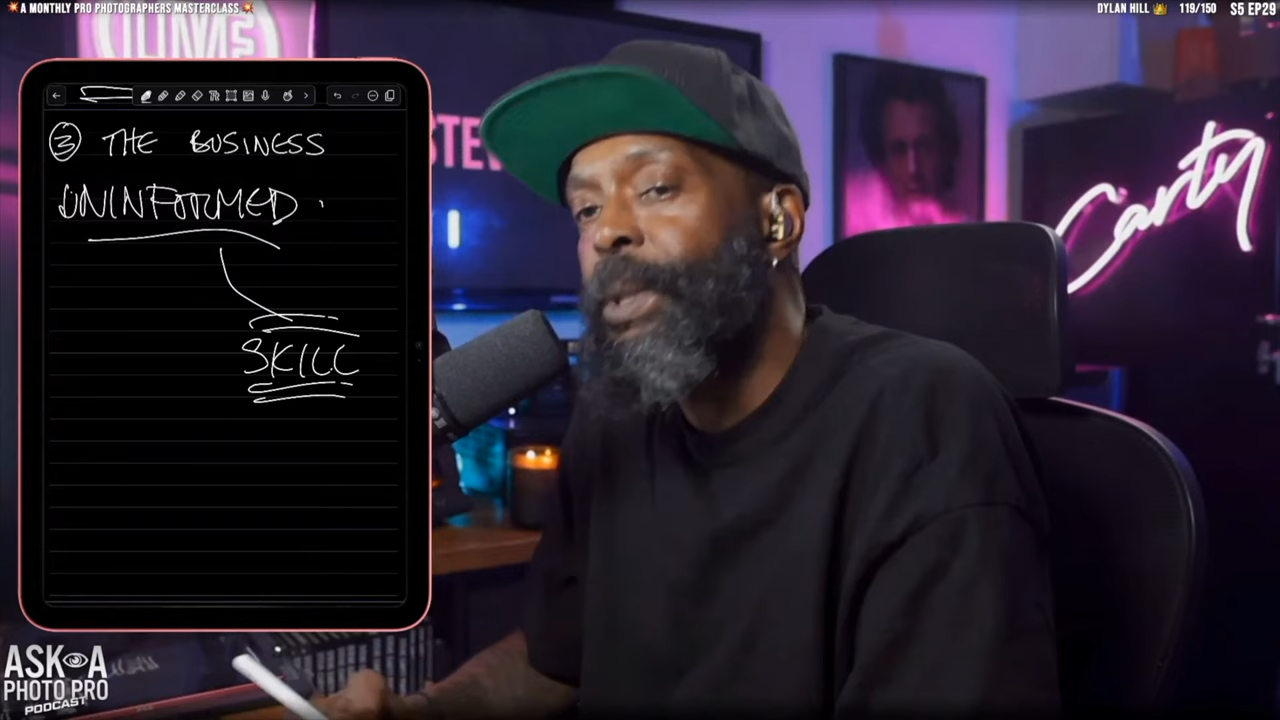 💥A MONTHLY PRO PHOTOGRAPHERS MASTERCLASS💥
DYLAN HILL 👑 119/150 S5 EP29
③ THE BUSINESS
UNINFORMED.
SKILL
STEV
Carty
ASK A
PHOTO PRO
PODCAST